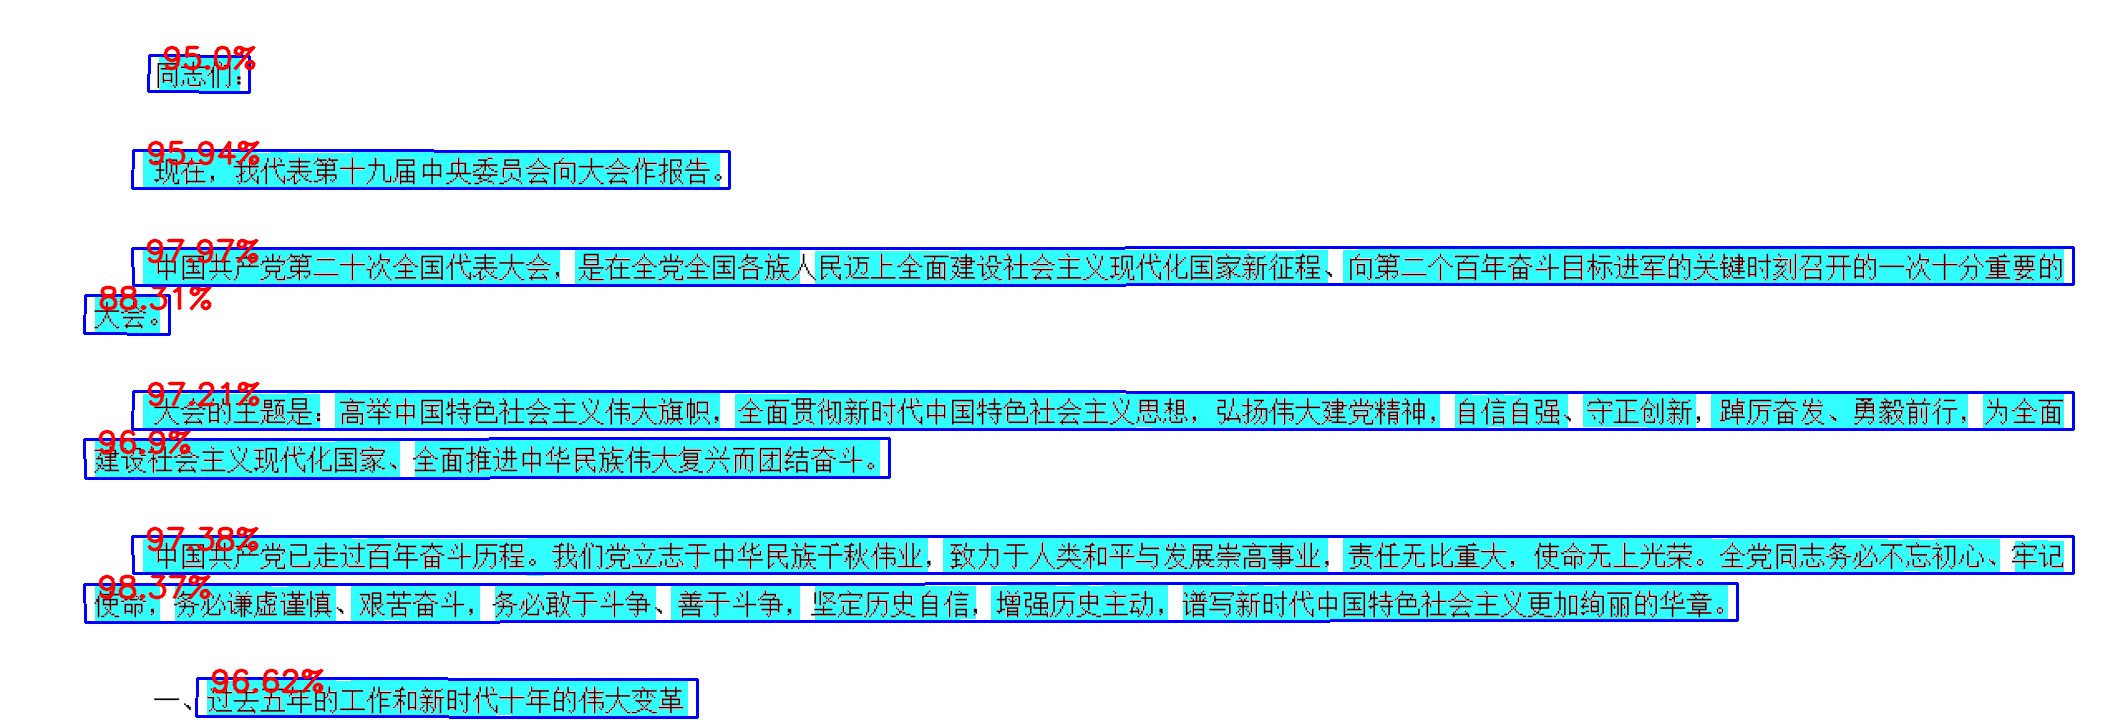 95.0%
同志们:
95.94%
现在，我代表第十九届中央委员会向大会作报告。
97.97%
中国共产党第二十次全国代表大会，是在全党全国各族人民迈上全面建设社会主义现代化国家新征程、向第二个百年奋斗目标进军的关键时刻召开的一次十分重要的
88.31%
大会。
97.21%
大会的主题是：高举中国特色社会主义伟大旗帜，全面贯彻新时代中国特色社会主义思想，弘扬伟大建党精神，自信自强、守正创新，踔厉奋发、勇毅前行，为全面
96.9%
建设社会主义现代化国家、全面推进中华民族伟大复兴而团结奋斗。
97.38%
中国共产党已走过百年奋斗历程。我们党立志于中华民族千秋伟业，致力于人类和平与发展崇高事业，责任无比重大，使命无上光荣。全党同志务必不忘初心、牢记
98.37%
使命，务必谦虚谨慎、艰苦奋斗，务必敢于斗争、善于斗争，坚定历史自信，增强历史主动，谱写新时代中国特色社会主义更加绚丽的华章。
96.62%
一、过去五年的工作和新时代十年的伟大变革